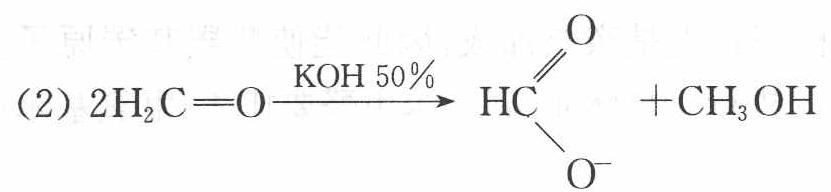 (2) 2H₂C=O KOH 50% HC O O⁻ +CH₃OH